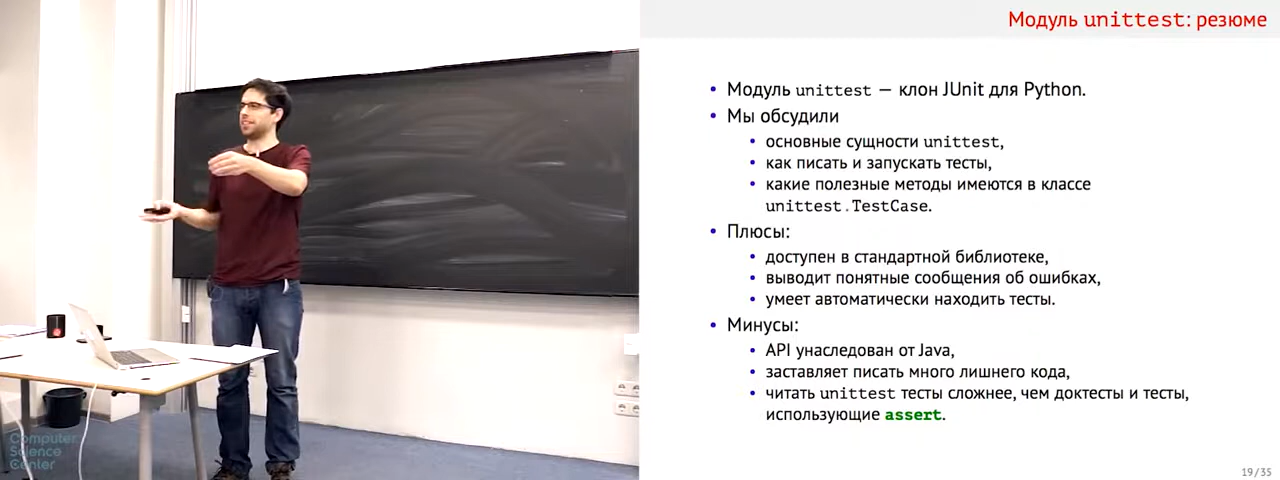 Модуль unittest: резюме
• Модуль unittest — клон JUnit для Python.
• Мы обсудили
• основные сущности unittest,
• как писать и запускать тесты,
• какие полезные методы имеются в классе
unittest.TestCase.
• Плюсы:
• доступен в стандартной библиотеке,
• выводит понятные сообщения об ошибках,
• умеет автоматически находить тесты.
• Минусы:
• API унаследован от Java,
• заставляет писать много лишнего кода,
• читать unittest тесты сложнее, чем доктесты и тесты,
использующие assert.
19/35
Computer
Science
Center